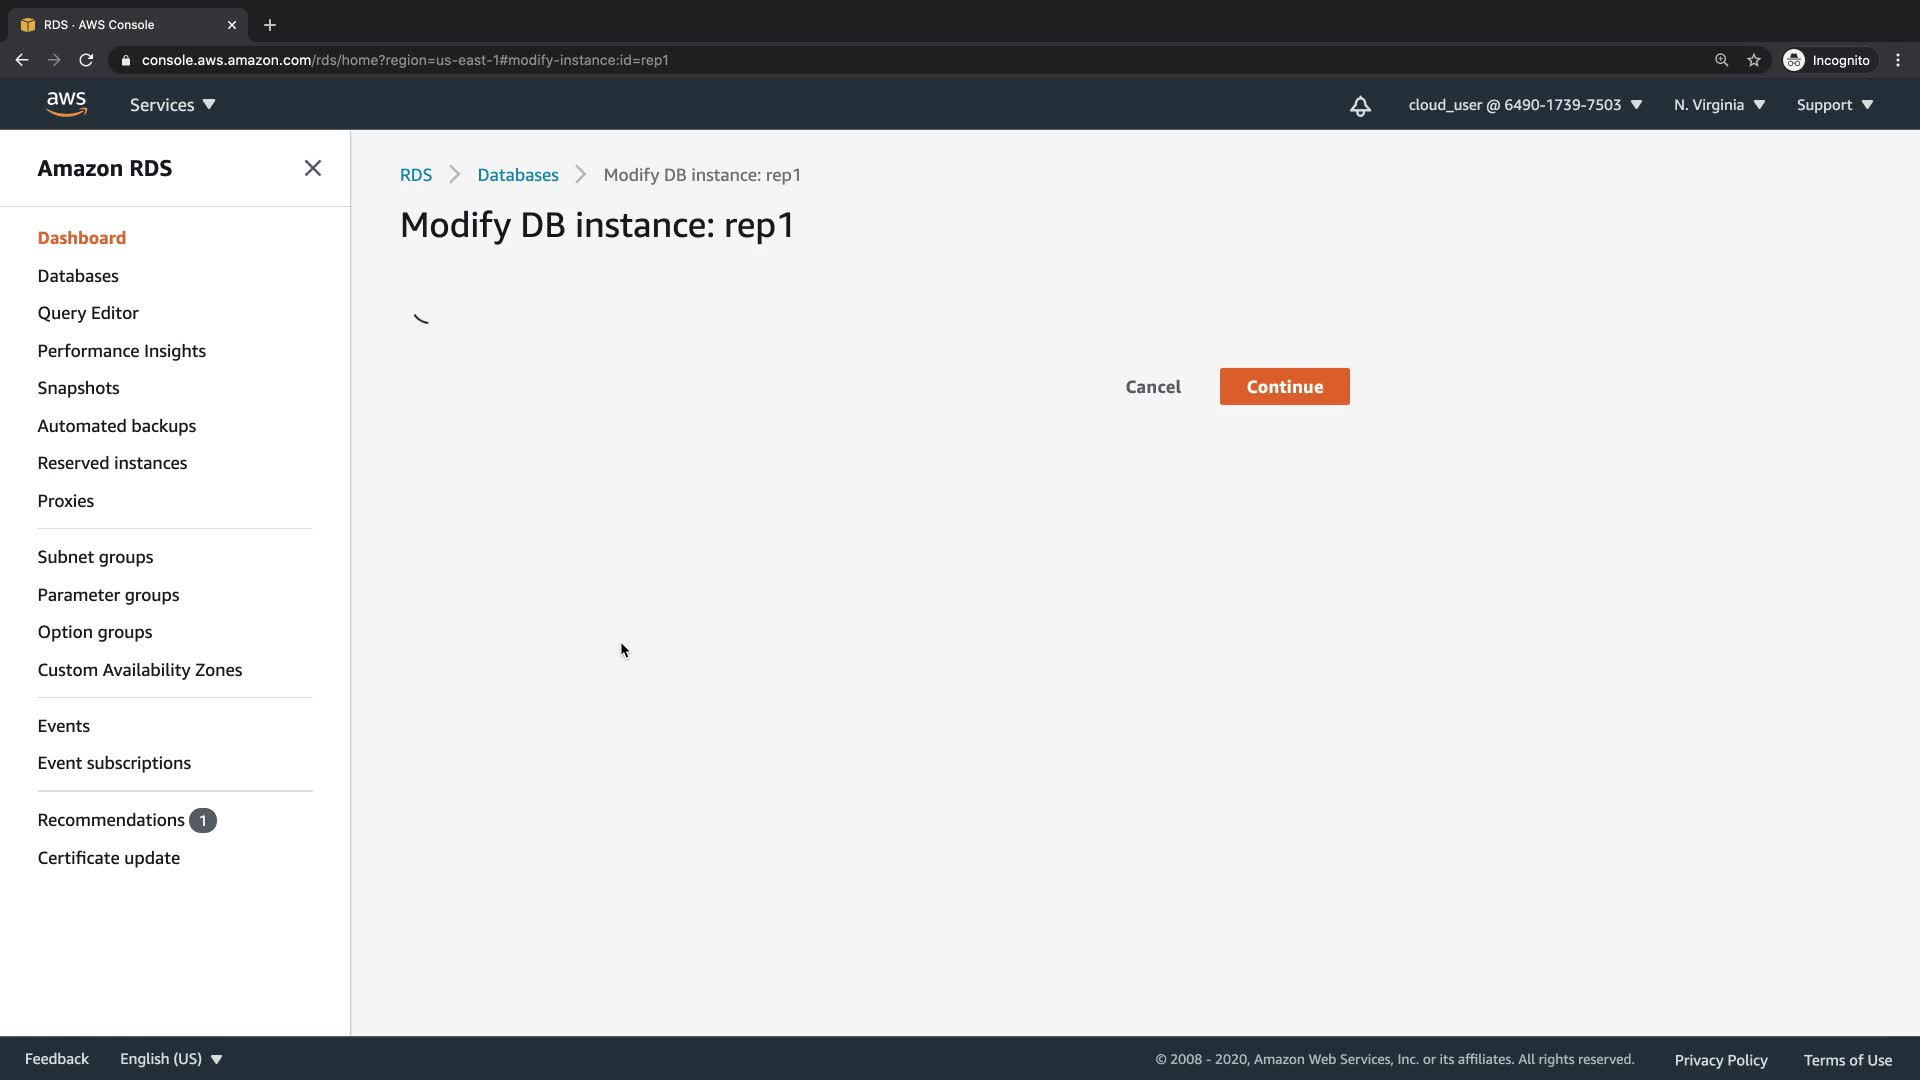 RDS · AWS Console
console.aws.amazon.com/rds/home?region=us-east-1#modify-instance:id=rep1
Incognito
aws
Services
cloud_user @ 6490-1739-7503
N. Virginia
Support
Amazon RDS
Dashboard
Databases
Query Editor
Performance Insights
Snapshots
Automated backups
Reserved instances
Proxies
Subnet groups
Parameter groups
Option groups
Custom Availability Zones
Events
Event subscriptions
Recommendations 1
Certificate update
RDS
Databases
Modify DB instance: rep1
Modify DB instance: rep1
Cancel
Continue
Feedback
English (US)
© 2008 - 2020, Amazon Web Services, Inc. or its affiliates. All rights reserved.
Privacy Policy
Terms of Use